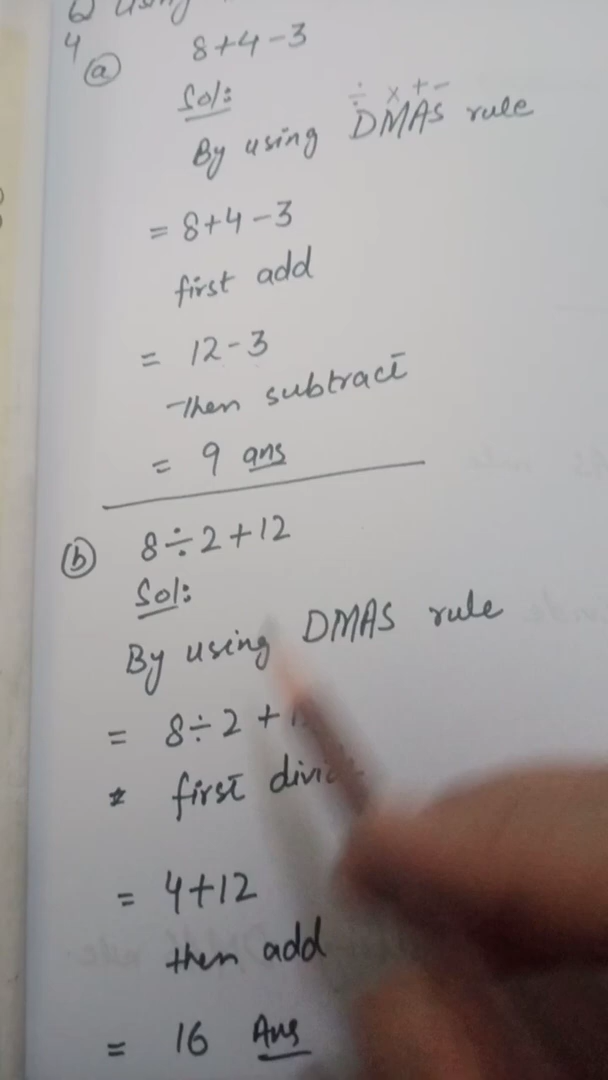 4
(a) 8+4-3
Sol:
÷ × + -
By using DMAS rule
= 8+4-3
first add
= 12-3
Then subtract
= 9 ans
(b) 8÷2+12
Sol:
By using DMAS rule
= 8÷2 +
* first
= 4+12
then add
= 16 Ans